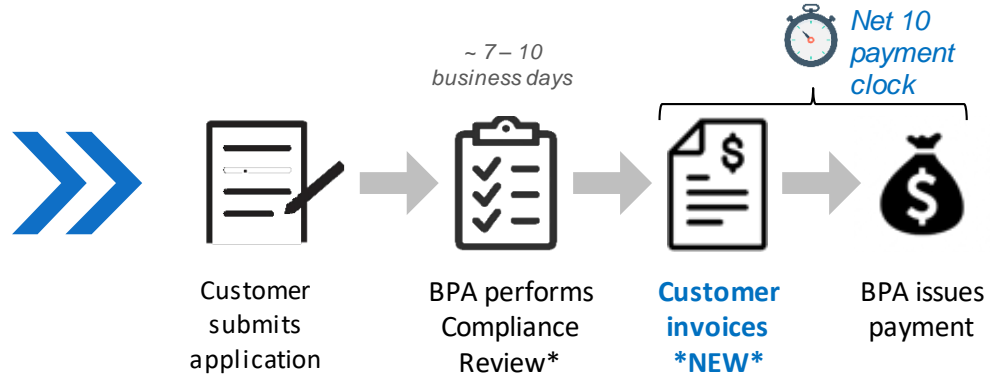 Net 10
payment
clock
~ 7 – 10
business days
$
$
Customer
submits
application
BPA performs
Compliance
Review*
Customer
invoices
*NEW*
BPA issues
payment